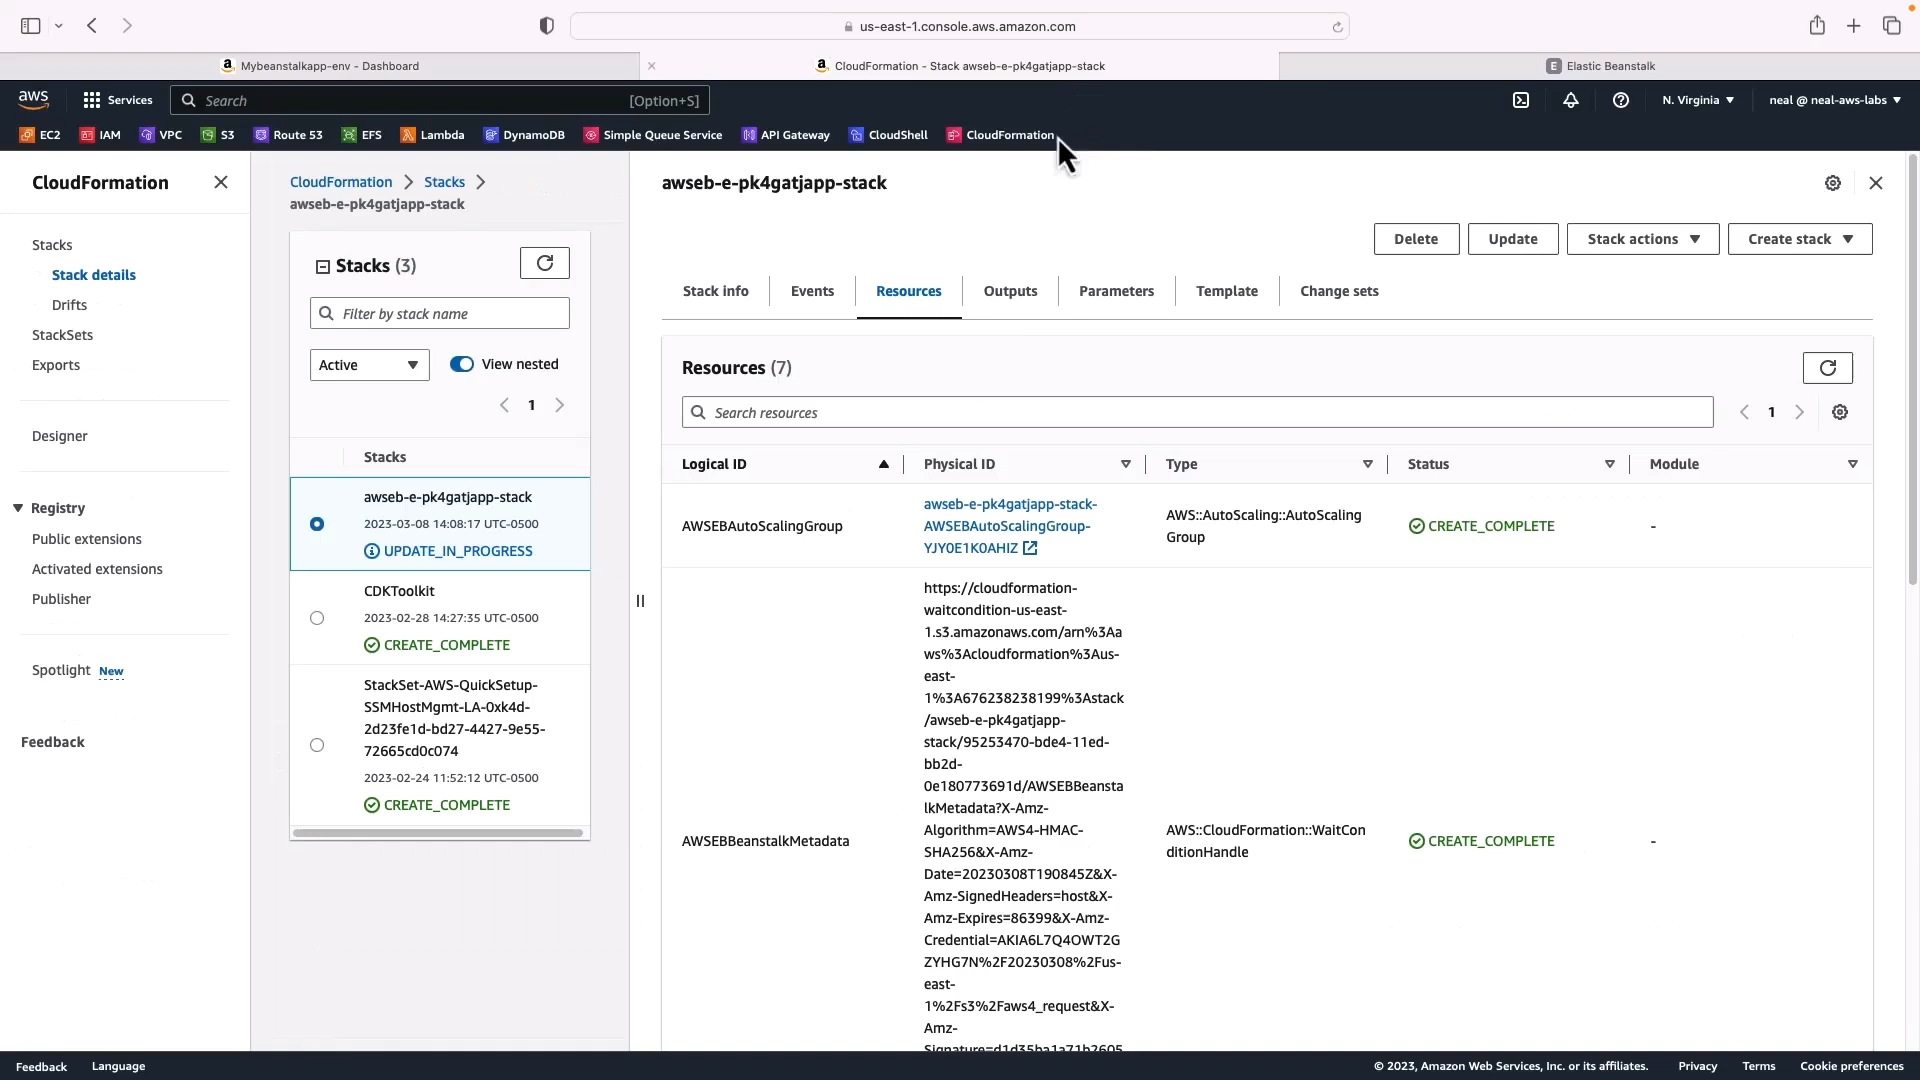 us-east-1.console.aws.amazon.com
Mybeanstalkapp-env - Dashboard
CloudFormation - Stack awseb-e-pk4gatjapp-stack
E Elastic Beanstalk
aws
Services
Search
[Option+S]
N. Virginia
neal @ neal-aws-labs
EC2
IAM
VPC
S3
Route 53
EFS
Lambda
DynamoDB
Simple Queue Service
API Gateway
CloudShell
CloudFormation
CloudFormation
Stacks
Stack details
Drifts
StackSets
Exports
Designer
Registry
Public extensions
Activated extensions
Publisher
Spotlight New
Feedback
CloudFormation
Stacks
awseb-e-pk4gatjapp-stack
Stacks (3)
Filter by stack name
Active
View nested
1
Stacks
awseb-e-pk4gatjapp-stack
2023-03-08 14:08:17 UTC-0500
UPDATE_IN_PROGRESS
CDKToolkit
2023-02-28 14:27:35 UTC-0500
CREATE_COMPLETE
StackSet-AWS-QuickSetup-
SSMHostMgmt-LA-0xk4d-
2d23fe1d-bd27-4427-9e55-
72665cd0c074
2023-02-24 11:52:12 UTC-0500
CREATE_COMPLETE
awseb-e-pk4gatjapp-stack
Delete
Update
Stack actions
Create stack
Stack info
Events
Resources
Outputs
Parameters
Template
Change sets
Resources (7)
Search resources
1
Logical ID
Physical ID
Type
Status
Module
AWSEBAutoScalingGroup
awseb-e-pk4gatjapp-stack-
AWSEBAutoScalingGroup-
YJY0E1K0AHIZ
AWS::AutoScaling::AutoScaling
Group
CREATE_COMPLETE
-
AWSEBBeanstalkMetadata
https://cloudformation-
waitcondition-us-east-
1.s3.amazonaws.com/arn%3Aa
ws%3Acloudformation%3Aus-
east-
1%3A676238238199%3Astack
/awseb-e-pk4gatjapp-
stack/95253470-bde4-11ed-
bb2d-
0e180773691d/AWSEBBeansta
lkMetadata?X-Amz-
Algorithm=AWS4-HMAC-
SHA256&X-Amz-
Date=20230308T190845Z&X-
Amz-SignedHeaders=host&X-
Amz-Expires=86399&X-Amz-
Credential=AKIA6L7Q4OWT2G
ZYHG7N%2F20230308%2Fus-
east-
1%2Fs3%2Faws4_request&X-
Amz-
Signature=d1d35ba1a71b2605
AWS::CloudFormation::WaitCon
ditionHandle
CREATE_COMPLETE
-
Feedback
Language
© 2023, Amazon Web Services, Inc. or its affiliates.
Privacy
Terms
Cookie preferences